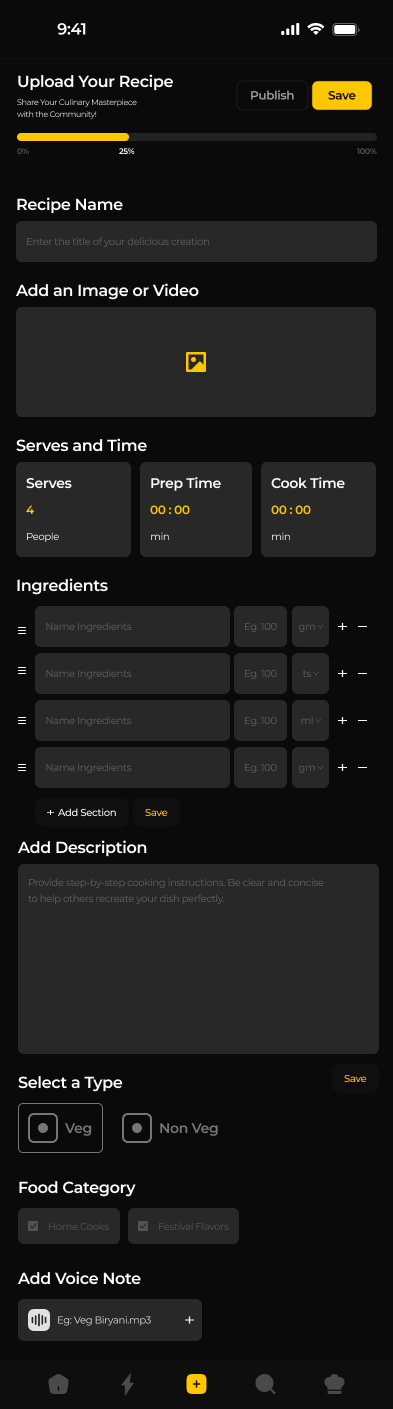 9:41
Upload Your Recipe
Share Your Culinary Masterpiece
with the Community!
Publish
Save
0%
25%
100%
Recipe Name
Enter the title of your delicious creation
Add an Image or Video
Serves and Time
Serves
4
People
Prep Time
00 : 00
min
Cook Time
00 : 00
min
Ingredients
Name Ingredients Eg. 100 gm + −
Name Ingredients Eg. 100 ts + −
Name Ingredients Eg. 100 ml + −
Name Ingredients Eg. 100 gm + −
+ Add Section
Save
Add Description
Provide step-by-step cooking instructions. Be clear and concise
to help others recreate your dish perfectly.
Save
Select a Type
Veg
Non Veg
Food Category
Home Cooks
Festival Flavors
Add Voice Note
Eg: Veg Biryani.mp3 +